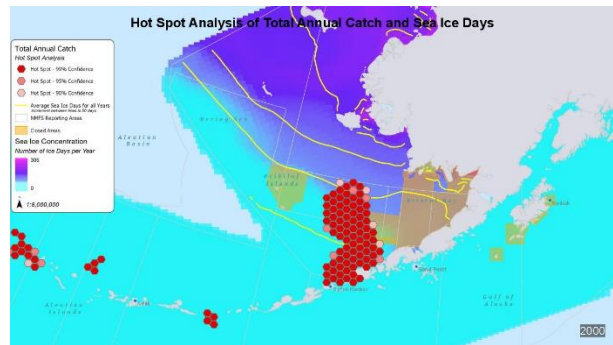 Hot Spot Analysis of Total Annual Catch and Sea Ice Days
Total Annual Catch
Hot Spot Analysis
Hot Spot - 99% Confidence
Hot Spot - 95% Confidence
Hot Spot - 90% Confidence
Average Sea Ice Days for all Years
NMFS Reporting Areas
Closed Areas
Sea Ice Concentration
Number of Ice Days per Year
306
0
1:8,000,000
Aleutian
Basin
Bering Sea
Pribilof
Islands
Bristol Bay
Kodiak
Sand Point
Gulf of
Alaska
Aleutian
Islands
2000